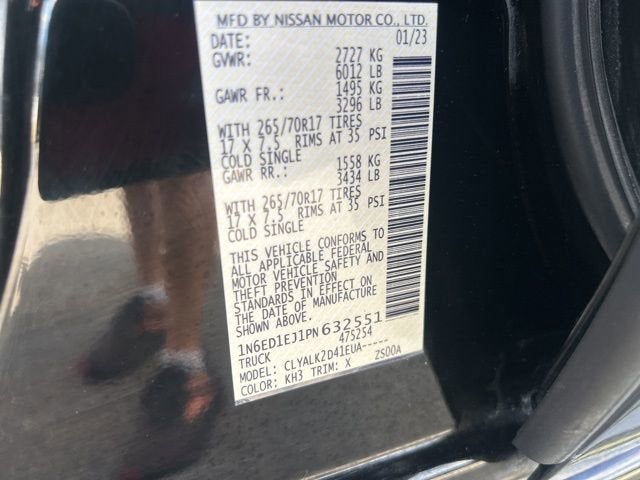 MFD BY NISSAN MOTOR CO., LTD.
DATE: 01/23
GVWR: 2727 KG
6012 LB
GAWR FR.: 1495 KG
3296 LB
WITH 265/70R17 TIRES
17 X 7.5 RIMS AT 35 PSI
COLD SINGLE
GAWR RR.: 1558 KG
3434 LB
WITH 265/70R17 TIRES
17 X 7.5 RIMS AT 35 PSI
COLD SINGLE
THIS VEHICLE CONFORMS TO
ALL APPLICABLE FEDERAL
MOTOR VEHICLE SAFETY AND
THEFT PREVENTION
STANDARDS IN EFFECT ON
THE DATE OF MANUFACTURE
SHOWN ABOVE.
1N6ED1EJ1PN632551
TRUCK 475254
MODEL: CLYALK2D41EUA-----
COLOR: KH3 TRIM: X ZS00A